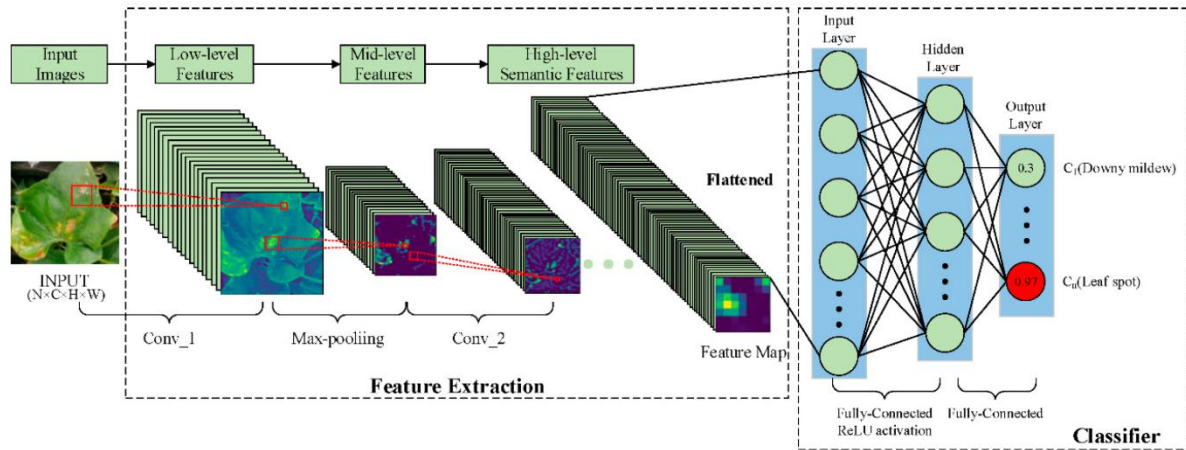 Input
Images
Low-level
Features
Mid-level
Features
High-level
Semantic Features
INPUT
(N×C×H×W)
Conv_1
Max-pooliing
Conv_2
Flattened
Feature Map
Feature Extraction
Input
Layer
Hidden
Layer
Output
Layer
0.3
C₁(Downy mildew)
0.97
Cₙ(Leaf spot)
Fully-Connected
ReLU activation
Fully-Connected
Classifier